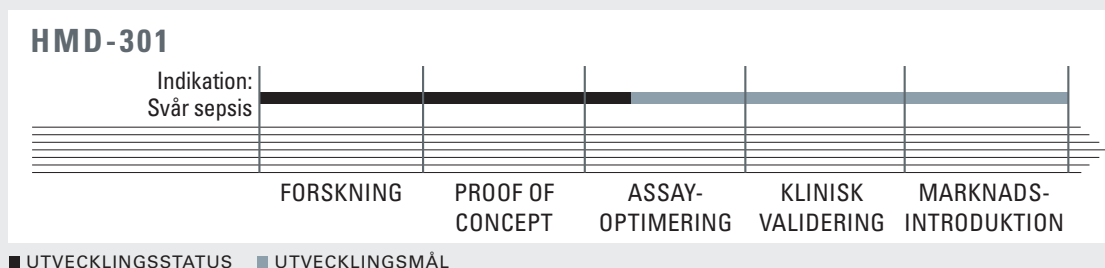 HMD-301
Indikation:
Svår sepsis
FORSKNING
PROOF OF
CONCEPT
ASSAY-
OPTIMERING
KLINISK
VALIDERING
MARKNADS-
INTRODUKTION
UTVECKLINGSSTATUS
UTVECKLINGSMÅL